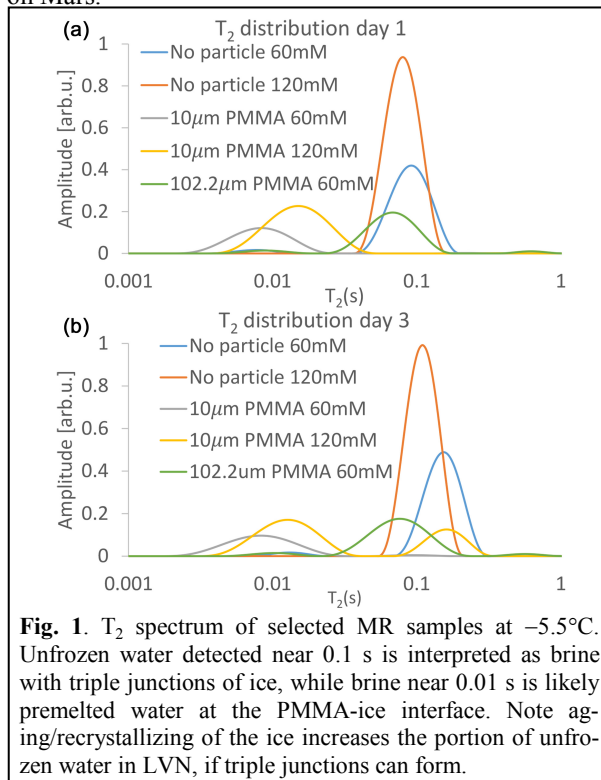 on Mars.
(a)
T₂ distribution day 1
No particle 60mM
No particle 120mM
10μm PMMA 60mM
10μm PMMA 120mM
102.2μm PMMA 60mM
Amplitude [arb.u.]
1
0.8
0.6
0.4
0.2
0
0.001
0.01
0.1
1
T₂(s)
(b)
T₂ distribution day 3
No particle 60mM
No particle 120mM
10μm PMMA 60mM
10μm PMMA 120mM
102.2um PMMA 60mM
Amplitude [arb.u.]
1
0.8
0.6
0.4
0.2
0
0.001
0.01
0.1
1
T₂(s)
Fig. 1. T₂ spectrum of selected MR samples at −5.5°C.
Unfrozen water detected near 0.1 s is interpreted as brine
with triple junctions of ice, while brine near 0.01 s is likely
premelted water at the PMMA-ice interface. Note ag-
ing/recrystallizing of the ice increases the portion of unfro-
zen water in LVN, if triple junctions can form.